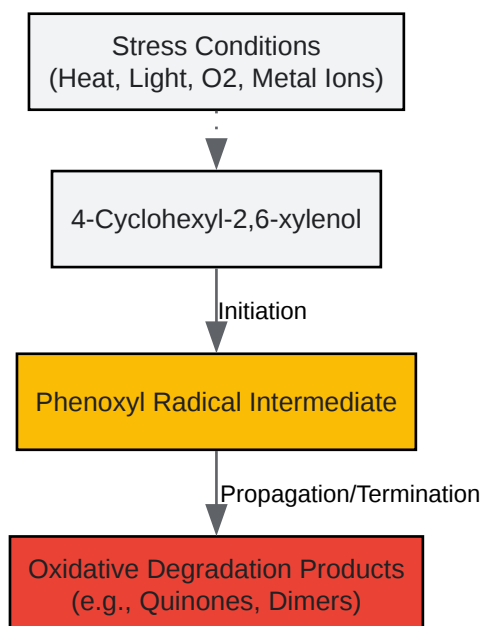 Stress Conditions
(Heat, Light, O2, Metal Ions)
4-Cyclohexyl-2,6-xylenol
Initiation
Phenoxyl Radical Intermediate
Propagation/Termination
Oxidative Degradation Products
(e.g., Quinones, Dimers)